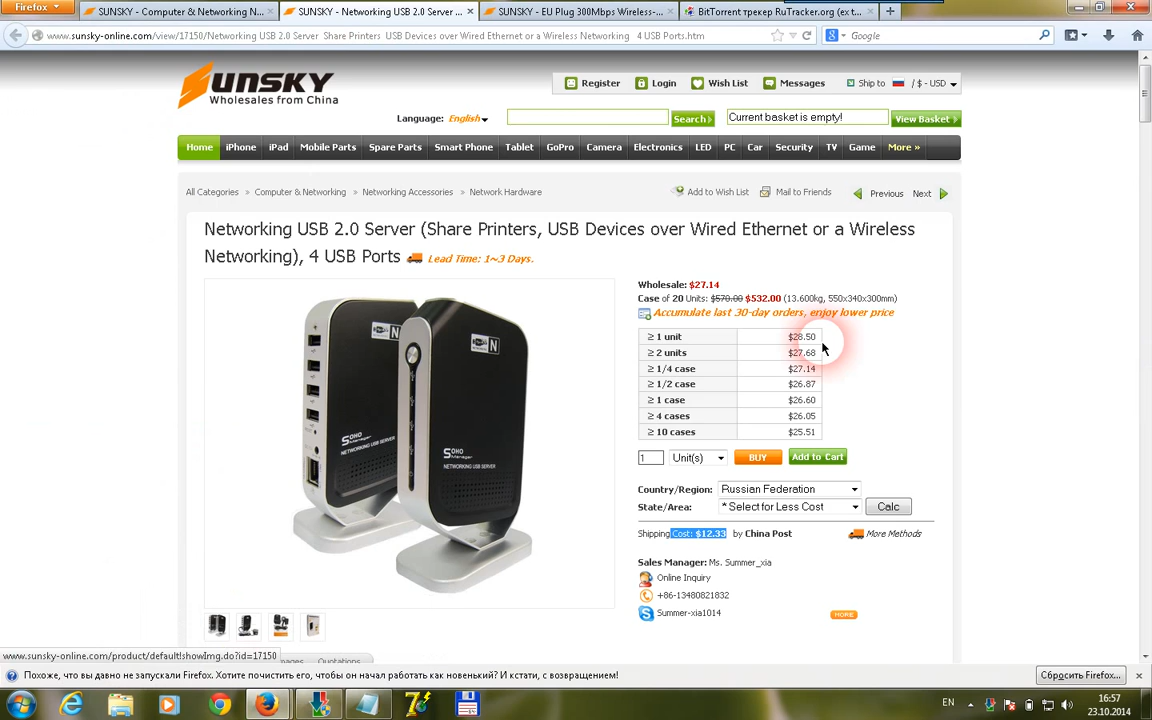 Firefox
SUNSKY - Computer & Networking N...
SUNSKY - Networking USB 2.0 Server ...
SUNSKY - EU Plug 300Mbps Wireless-...
BitTorrent трекер RuTracker.org (ex t...
www.sunsky-online.com/view/17150/Networking USB 2.0 Server Share Printers USB Devices over Wired Ethernet or a Wireless Networking 4 USB Ports.htm
Google
SUNSKY
Wholesales from China
Register Login Wish List Messages Ship to / $ - USD
Language: English
Search
Current basket is empty!
View Basket
Home iPhone iPad Mobile Parts Spare Parts Smart Phone Tablet GoPro Camera Electronics LED PC Car Security TV Game More »
All Categories » Computer & Networking » Networking Accessories » Network Hardware
Add to Wish List Mail to Friends Previous Next
Networking USB 2.0 Server (Share Printers, USB Devices over Wired Ethernet or a Wireless
Networking), 4 USB Ports Lead Time: 1~3 Days.
Wholesale: $27.14
Case of 20 Units: $570.00 $532.00 (13.600kg, 550x340x300mm)
Accumulate last 30-day orders, enjoy lower price
≥ 1 unit $28.50
≥ 2 units $27.68
≥ 1/4 case $27.14
≥ 1/2 case $26.87
≥ 1 case $26.60
≥ 4 cases $26.05
≥ 10 cases $25.51
1 Unit(s) BUY Add to Cart
Country/Region: Russian Federation
State/Area: * Select for Less Cost Calc
Shipping Cost: $12.33 by China Post More Methods
Sales Manager: Ms. Summer_xia
Online Inquiry
+86-13480821832
Summer-xia1014
MORE
N
N
SOHO
Manager
NETWORKING USB SERVER
SOHO
Manager
NETWORKING USB SERVER
www.sunsky-online.com/product/default!showImg.do?id=17150
Quotations
Похоже, что вы давно не запускали Firefox. Хотите почистить его, чтобы он начал работать как новенький? И кстати, с возвращением!
Сбросить Firefox...
EN
16:57
23.10.2014